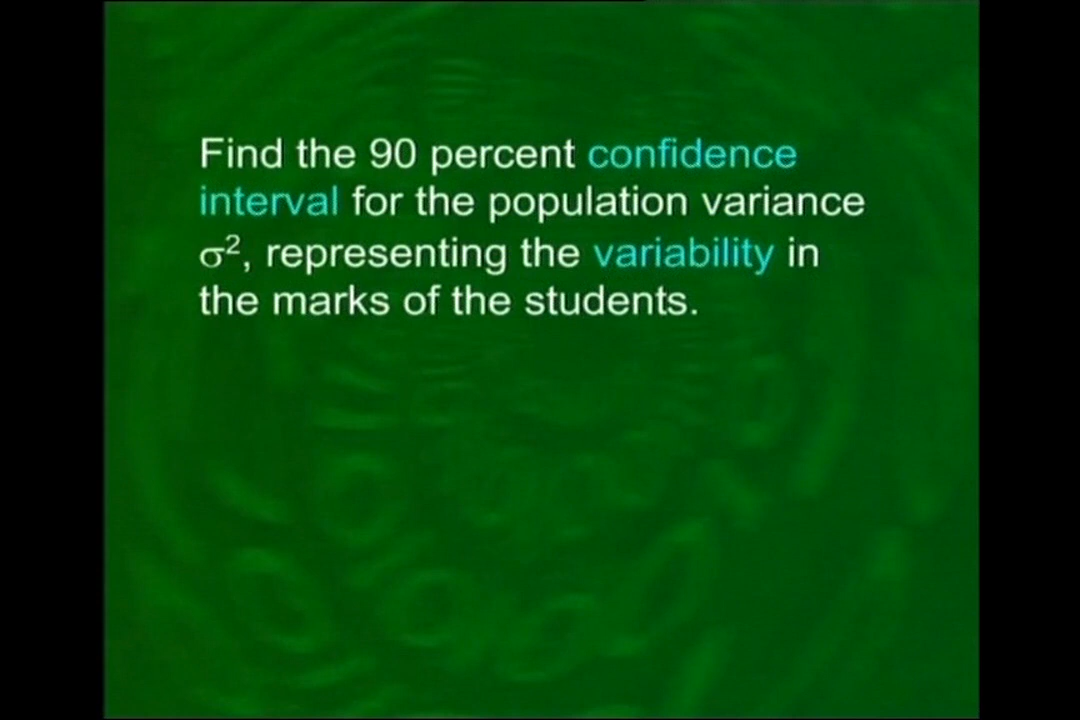 Find the 90 percent confidence
interval for the population variance
σ², representing the variability in
the marks of the students.